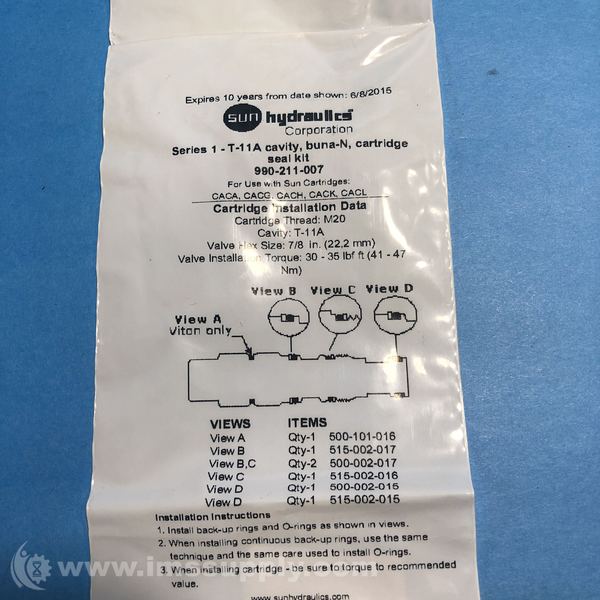 Expires 10 years from date shown: 6/8/2015
sun hydraulics
Corporation
Series 1 - T-11A cavity, buna-N, cartridge
seal kit
990-211-007
For Use with Sun Cartridges:
CACA, CACG, CACH, CACK, CACL
Cartridge Installation Data
Cartridge Thread: M20
Cavity: T-11A
Valve Hex Size: 7/8 in. (22,2 mm)
Valve Installation Torque: 30 - 35 lbf ft (41 - 47
Nm)
View B View C View D
View A
Viton only
VIEWS ITEMS
View A Qty-1 500-101-016
View B Qty-1 515-002-017
View B,C Qty-2 500-002-017
View C Qty-1 515-002-016
View D Qty-1 500-002-015
View D Qty-1 515-002-015
Installation Instructions
1. Install back-up rings and O-rings as shown in views.
2. When installing continuous back-up rings, use the same
technique and the same care used to install O-rings.
3. When installing cartridge - be sure to torque to recommended
value.
www.imssupply.com
www.sunhydraulics.com